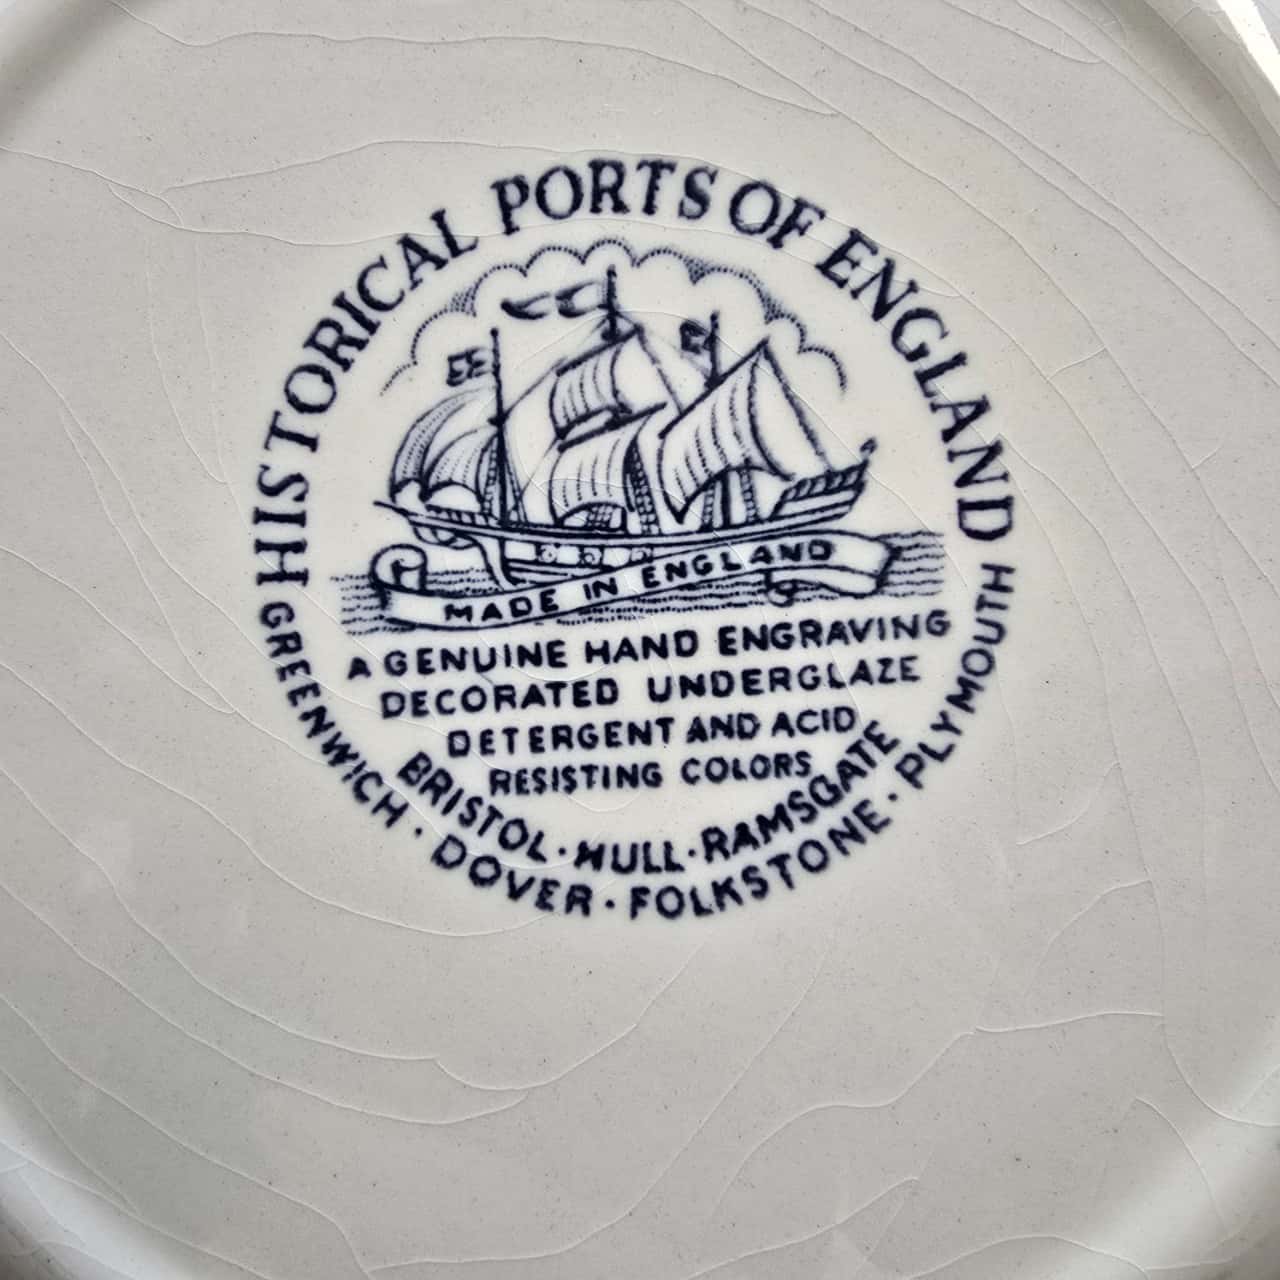 HISTORICAL PORTS OF ENGLAND
MADE IN ENGLAND
A GENUINE HAND ENGRAVING
DECORATED UNDERGLAZE
DETERGENT AND ACID
RESISTING COLORS
BRISTOL · HULL · RAMSGATE
GREENWICH · DOVER · FOLKSTONE · PLYMOUTH